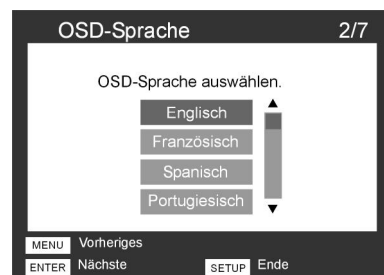 OSD-Sprache 2/7
OSD-Sprache auswählen.
Englisch
Französisch
Spanisch
Portugiesisch
MENU Vorheriges
ENTER Nächste SETUP Ende